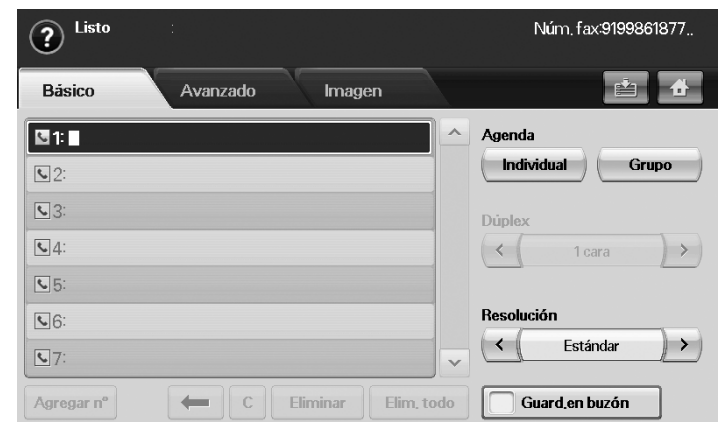 ? Listo : Núm. fax:9199861877..
Básico Avanzado Imagen
1:
2:
3:
4:
5:
6:
7:
Agregar nº C Eliminar Elim. todo
Agenda
Individual Grupo
Dúplex
< 1 cara >
Resolución
< Estándar >
Guard.en buzón